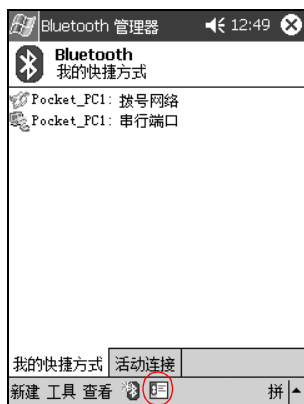 Bluetooth 管理器 12:49
Bluetooth
我的快捷方式
Pocket_PC1: 拨号网络
Pocket_PC1: 串行端口
我的快捷方式 活动连接
新建 工具 查看 拼